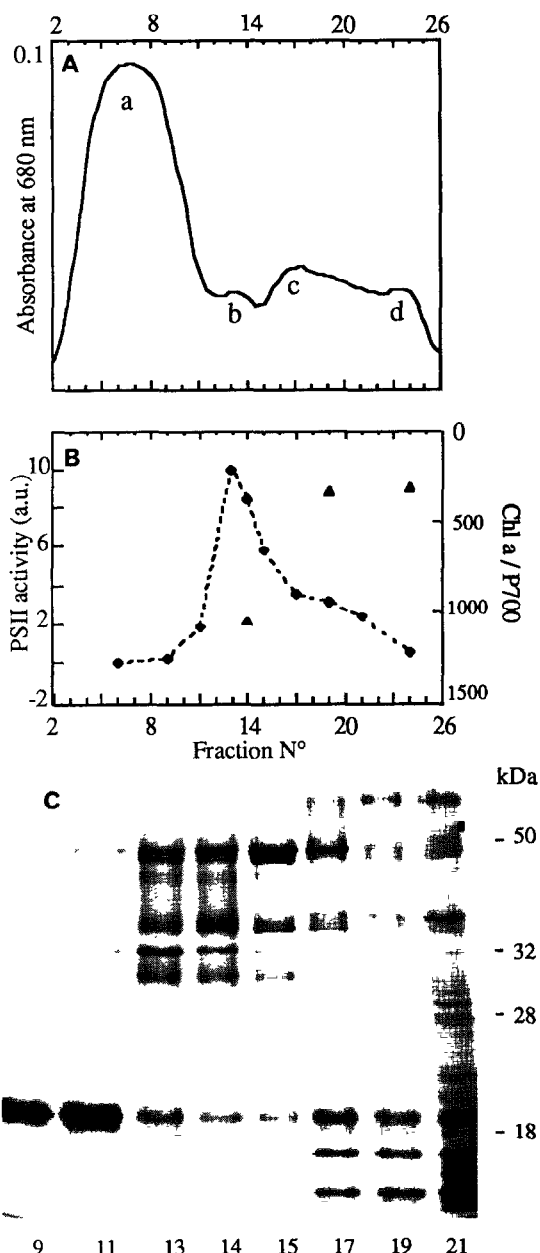 2 8 14 20 26
0.1
A
a
b
c
d
Absorbance at 680 nm
B
10
6
2
-2
PSII activity (a.u.)
0
500
1000
1500
Chl a / P700
2 8 14 20 26
Fraction N°
C
kDa
- 50
- 32
- 28
- 18
9 11 13 14 15 17 19 21